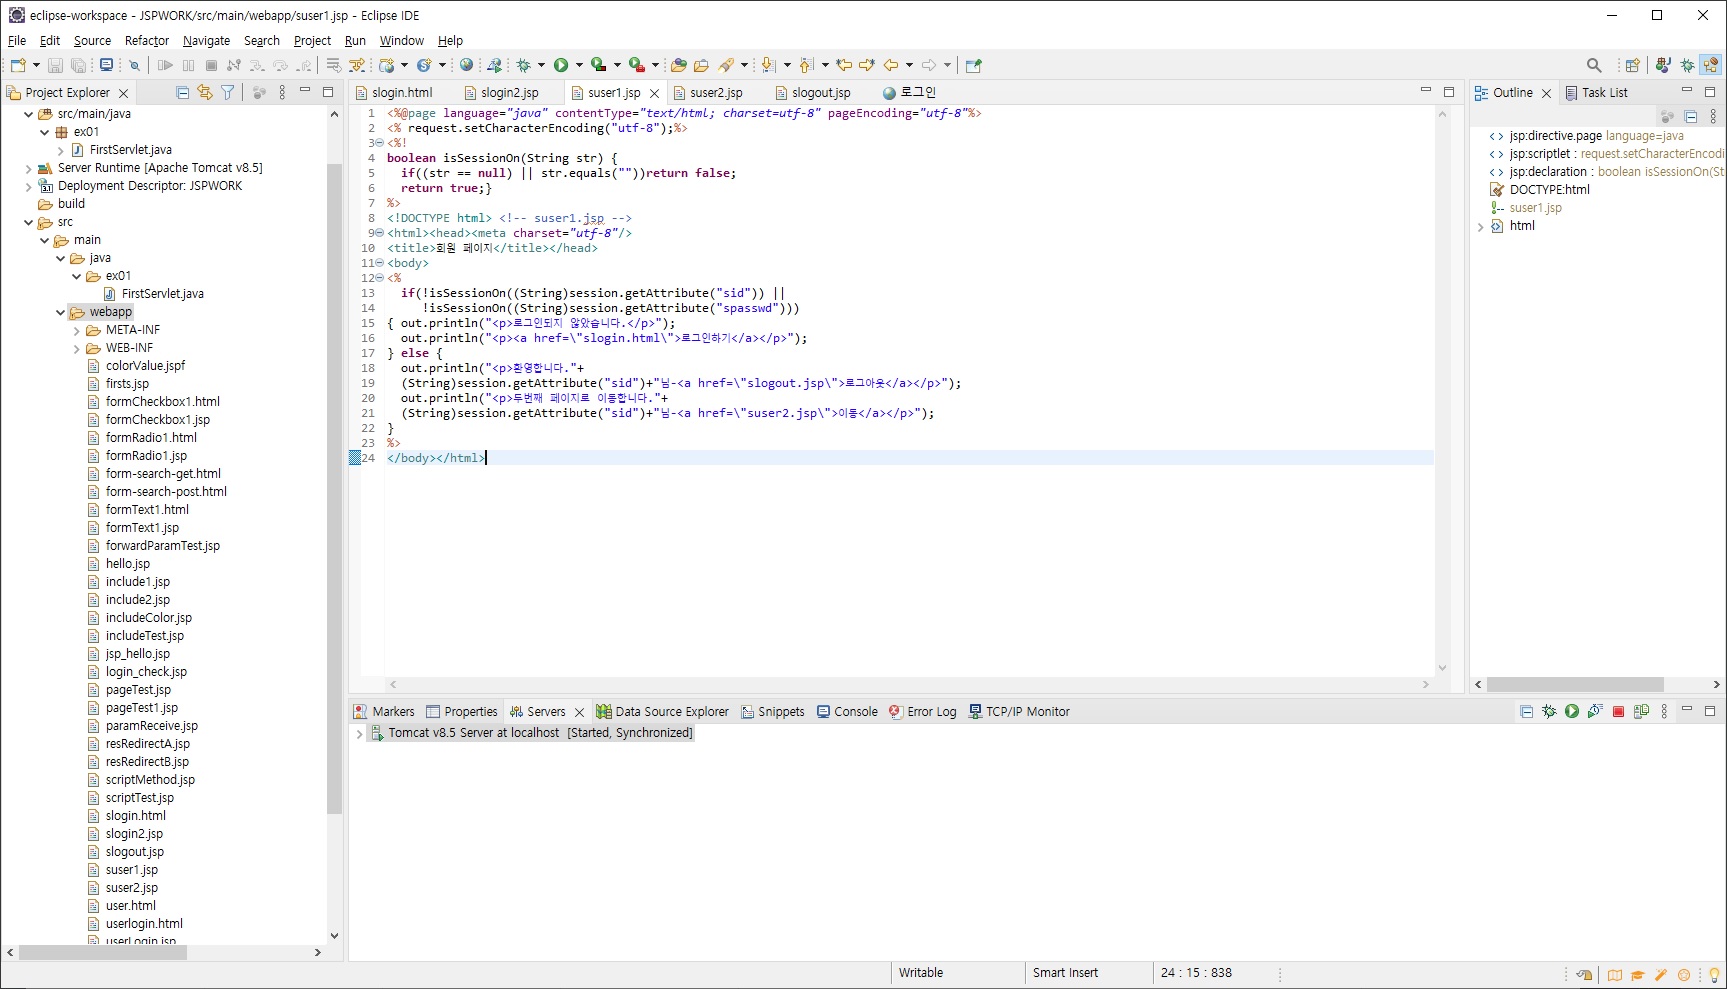 eclipse-workspace - JSPWORK/src/main/webapp/suser1.jsp - Eclipse IDE
File Edit Source Refactor Navigate Search Project Run Window Help
Project Explorer
src/main/java
ex01
FirstServlet.java
Server Runtime [Apache Tomcat v8.5]
Deployment Descriptor: JSPWORK
build
src
main
java
ex01
FirstServlet.java
webapp
META-INF
WEB-INF
colorValue.jspf
firsts.jsp
formCheckbox1.html
formCheckbox1.jsp
formRadio1.html
formRadio1.jsp
form-search-get.html
form-search-post.html
formText1.html
formText1.jsp
forwardParamTest.jsp
hello.jsp
include1.jsp
include2.jsp
includeColor.jsp
includeTest.jsp
jsp_hello.jsp
login_check.jsp
pageTest.jsp
pageTest1.jsp
paramReceive.jsp
resRedirectA.jsp
resRedirectB.jsp
scriptMethod.jsp
scriptTest.jsp
slogin.html
slogin2.jsp
slogout.jsp
suser1.jsp
suser2.jsp
user.html
userlogin.html
userLogin.jsp
slogin.html slogin2.jsp suser1.jsp suser2.jsp slogout.jsp 로그인
1 <%@page language="java" contentType="text/html; charset=utf-8" pageEncoding="utf-8"%>
2 <% request.setCharacterEncoding("utf-8");%>
3 <%!
4 boolean isSessionOn(String str) {
5 if((str == null) || str.equals(""))return false;
6 return true;}
7 %>
8 <!DOCTYPE html> <!-- suser1.jsp -->
9 <html><head><meta charset="utf-8"/>
10 <title>회원 페이지</title></head>
11 <body>
12 <%
13 if(!isSessionOn((String)session.getAttribute("sid")) ||
14 !isSessionOn((String)session.getAttribute("spasswd")))
15 { out.println("<p>로그인되지 않았습니다.</p>");
16 out.println("<p><a href=\"slogin.html\">로그인하기</a></p>");
17 } else {
18 out.println("<p>환영합니다."+
19 (String)session.getAttribute("sid")+"님-<a href=\"slogout.jsp\">로그아웃</a></p>");
20 out.println("<p>두번째 페이지로 이동합니다."+
21 (String)session.getAttribute("sid")+"님-<a href=\"suser2.jsp\">이동</a></p>");
22 }
23 %>
24 </body></html>
Outline Task List
jsp:directive.page language=java
jsp:scriptlet : request.setCharacterEncodi
jsp:declaration : boolean isSessionOn(St
DOCTYPE:html
suser1.jsp
html
Markers Properties Servers Data Source Explorer Snippets Console Error Log TCP/IP Monitor
Tomcat v8.5 Server at localhost [Started, Synchronized]
Writable Smart Insert 24 : 15 : 838